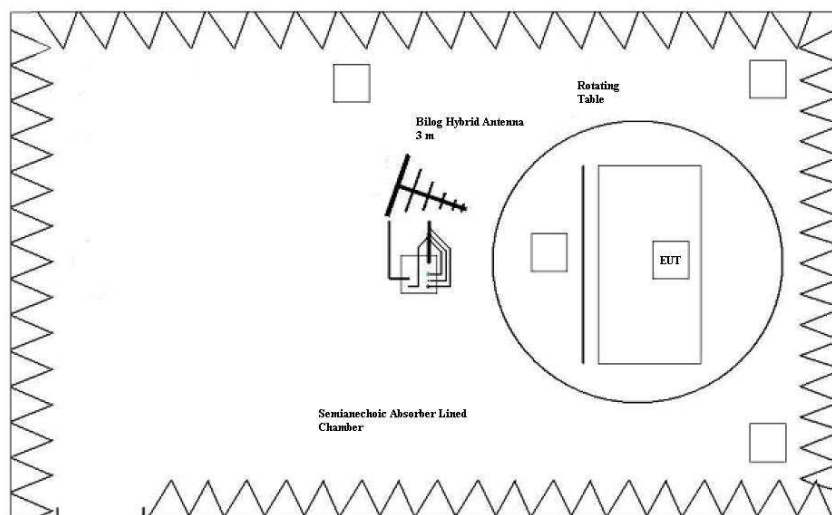 Rotating
Table
Bilog Hybrid Antenna
3 m
EUT
Semianechoic Absorber Lined
Chamber